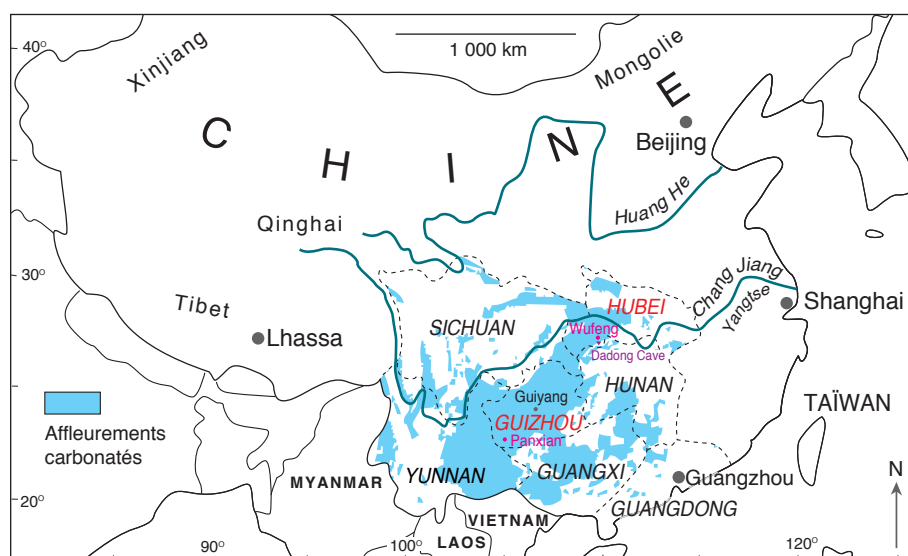 40°
30°
20°
90°
100°
120°
1 000 km
Xinjiang
Mongolie
C H I N E
Beijing
Huang He
Qinghai
Tibet
Lhassa
SICHUAN
HUBEI
Wufeng
Dadong Cave
Chang Jiang
Yangtse
Shanghai
HUNAN
Guiyang
GUIZHOU
Panxian
TAÏWAN
Affleurements
carbonatés
MYANMAR
YUNNAN
GUANGXI
Guangzhou
GUANGDONG
VIETNAM
LAOS
N